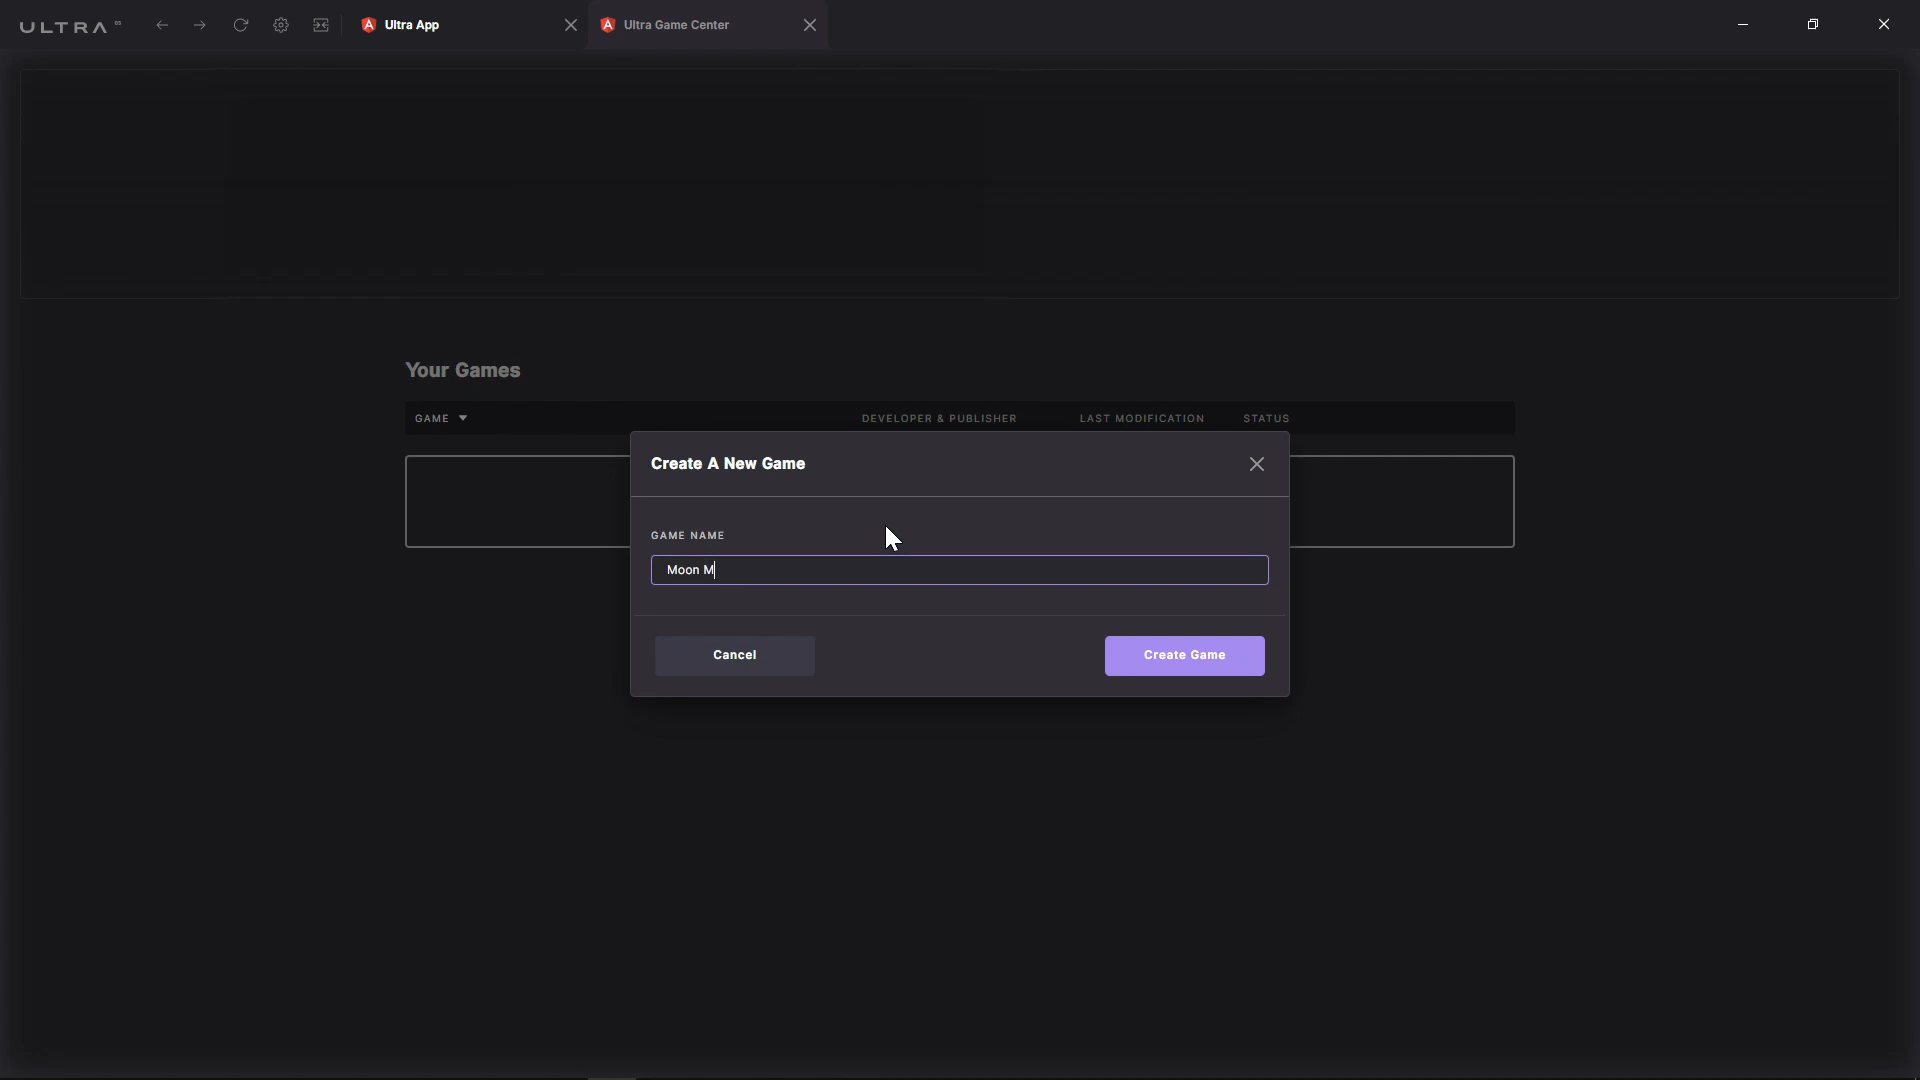 ULTRA OS
Ultra App
Ultra Game Center
Your Games
GAME
DEVELOPER & PUBLISHER
LAST MODIFICATION
STATUS
Create A New Game
GAME NAME
Moon M
Cancel
Create Game